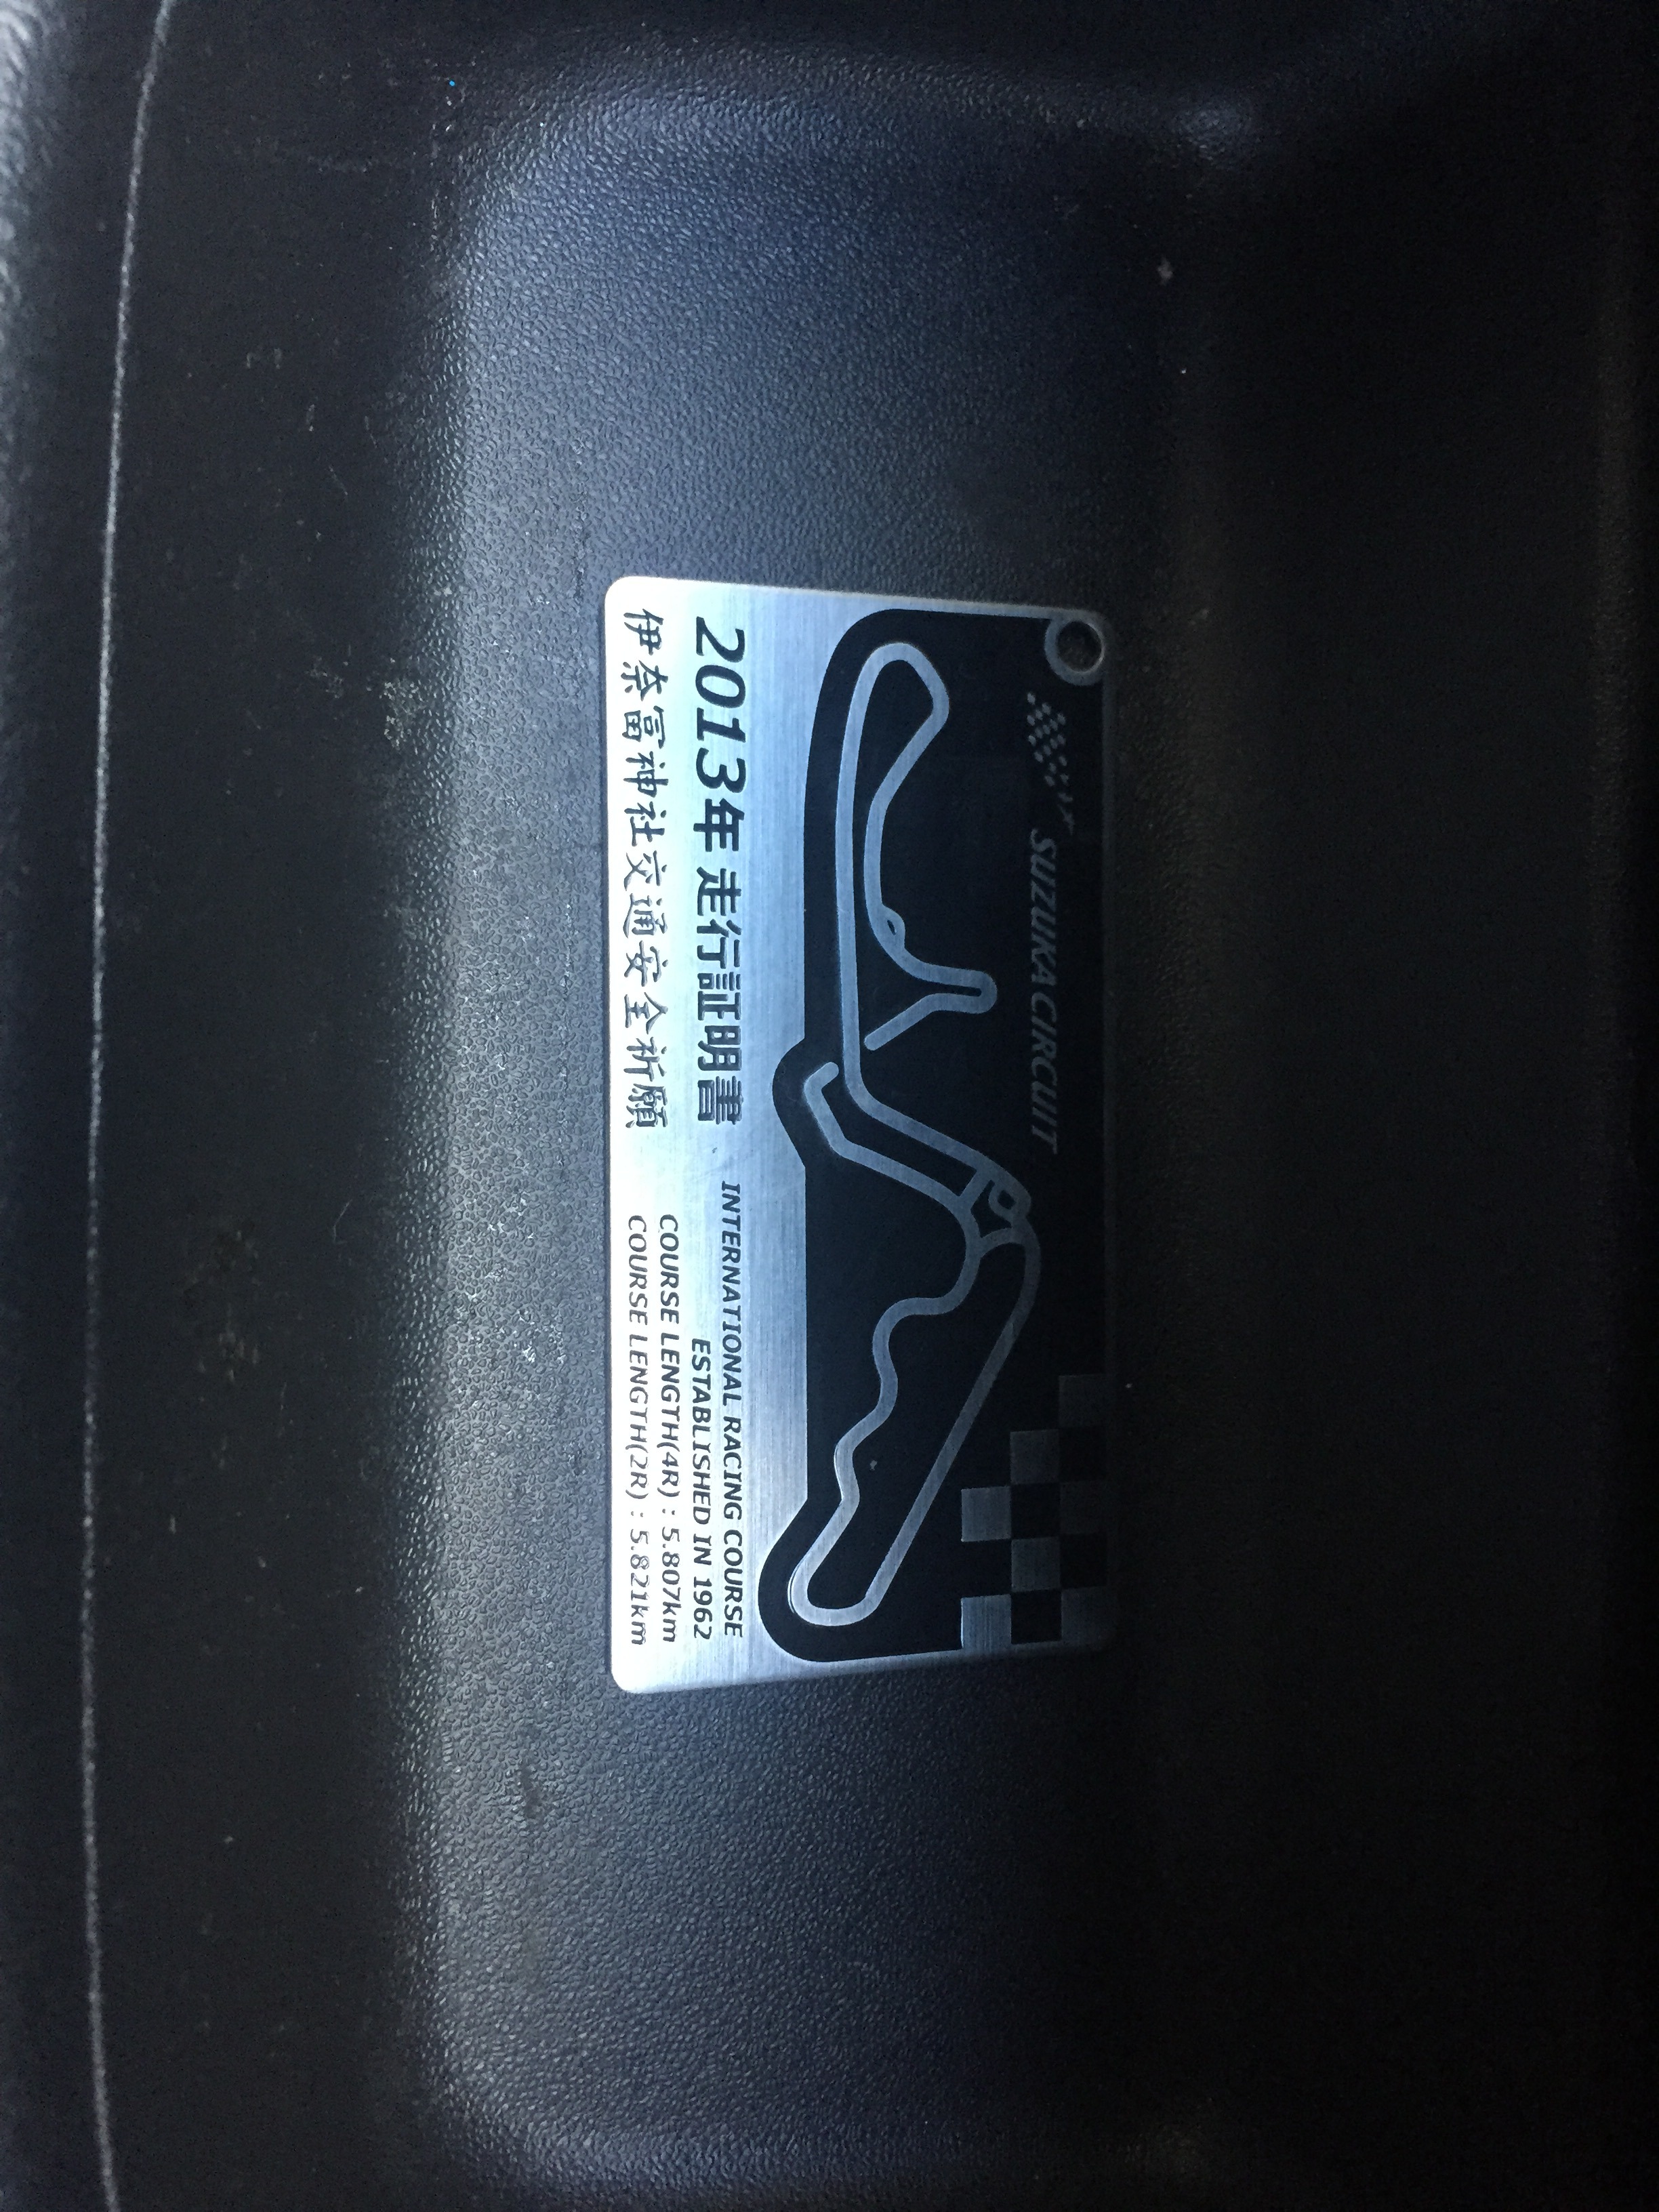 SUZUKA CIRCUIT
2013年 走行証明書
伊奈冨神社交通安全祈願
INTERNATIONAL RACING COURSE
ESTABLISHED IN 1962
COURSE LENGTH(4R) : 5.807km
COURSE LENGTH(2R) : 5.821km